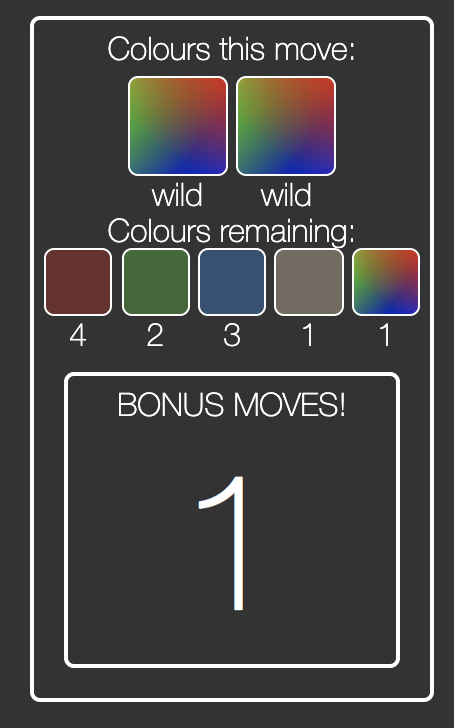 Colours this move:
wild wild
Colours remaining:
4 2 3 1 1
BONUS MOVES!
1